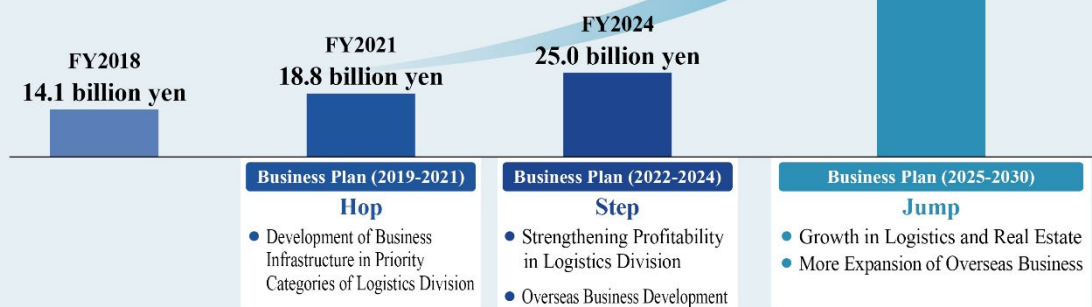 FY2018
14.1 billion yen
FY2021
18.8 billion yen
FY2024
25.0 billion yen
Business Plan (2019-2021)
Hop
● Development of Business
Infrastructure in Priority
Categories of Logistics Division
Business Plan (2022-2024)
Step
● Strengthening Profitability
in Logistics Division
● Overseas Business Development
Business Plan (2025-2030)
Jump
● Growth in Logistics and Real Estate
● More Expansion of Overseas Business